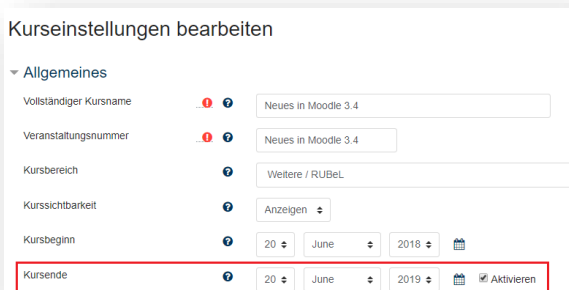 Kurseinstellungen bearbeiten
Allgemeines
Vollständiger Kursname Neues in Moodle 3.4
Veranstaltungsnummer Neues in Moodle 3.4
Kursbereich Weitere / RUBeL
Kurssichtbarkeit Anzeigen
Kursbeginn 20 June 2018
Kursende 20 June 2019 Aktivieren